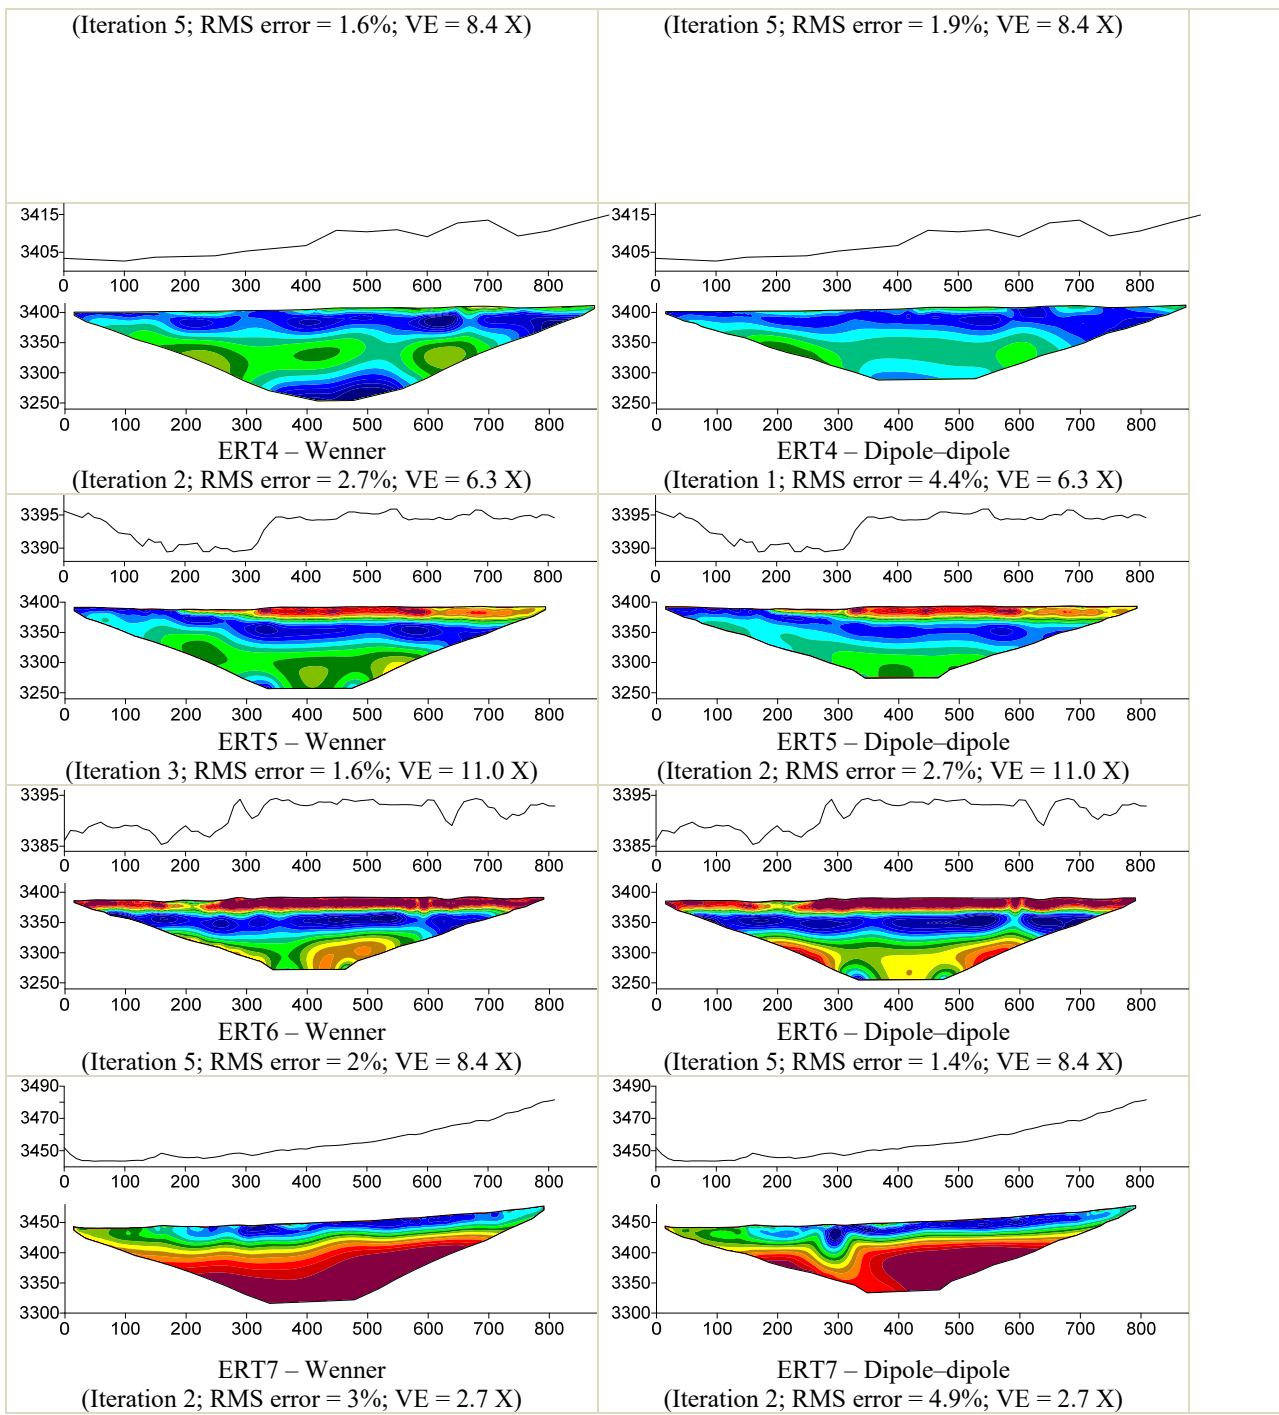 (Iteration 5; RMS error = 1.6%; VE = 8.4 X)
(Iteration 5; RMS error = 1.9%; VE = 8.4 X)
3415
3405
0 100 200 300 400 500 600 700 800
3400
3350
3300
3250
0 100 200 300 400 500 600 700 800
ERT4 – Wenner
(Iteration 2; RMS error = 2.7%; VE = 6.3 X)
3415
3405
0 100 200 300 400 500 600 700 800
3400
3350
3300
3250
0 100 200 300 400 500 600 700 800
ERT4 – Dipole–dipole
(Iteration 1; RMS error = 4.4%; VE = 6.3 X)
3395
3390
0 100 200 300 400 500 600 700 800
3400
3350
3300
3250
0 100 200 300 400 500 600 700 800
ERT5 – Wenner
(Iteration 3; RMS error = 1.6%; VE = 11.0 X)
3395
3390
0 100 200 300 400 500 600 700 800
3400
3350
3300
3250
0 100 200 300 400 500 600 700 800
ERT5 – Dipole–dipole
(Iteration 2; RMS error = 2.7%; VE = 11.0 X)
3395
3385
0 100 200 300 400 500 600 700 800
3400
3350
3300
3250
0 100 200 300 400 500 600 700 800
ERT6 – Wenner
(Iteration 5; RMS error = 2%; VE = 8.4 X)
3395
3385
0 100 200 300 400 500 600 700 800
3400
3350
3300
3250
0 100 200 300 400 500 600 700 800
ERT6 – Dipole–dipole
(Iteration 5; RMS error = 1.4%; VE = 8.4 X)
3490
3470
3450
0 100 200 300 400 500 600 700 800
3450
3400
3350
3300
0 100 200 300 400 500 600 700 800
ERT7 – Wenner
(Iteration 2; RMS error = 3%; VE = 2.7 X)
3490
3470
3450
0 100 200 300 400 500 600 700 800
3450
3400
3350
3300
0 100 200 300 400 500 600 700 800
ERT7 – Dipole–dipole
(Iteration 2; RMS error = 4.9%; VE = 2.7 X)